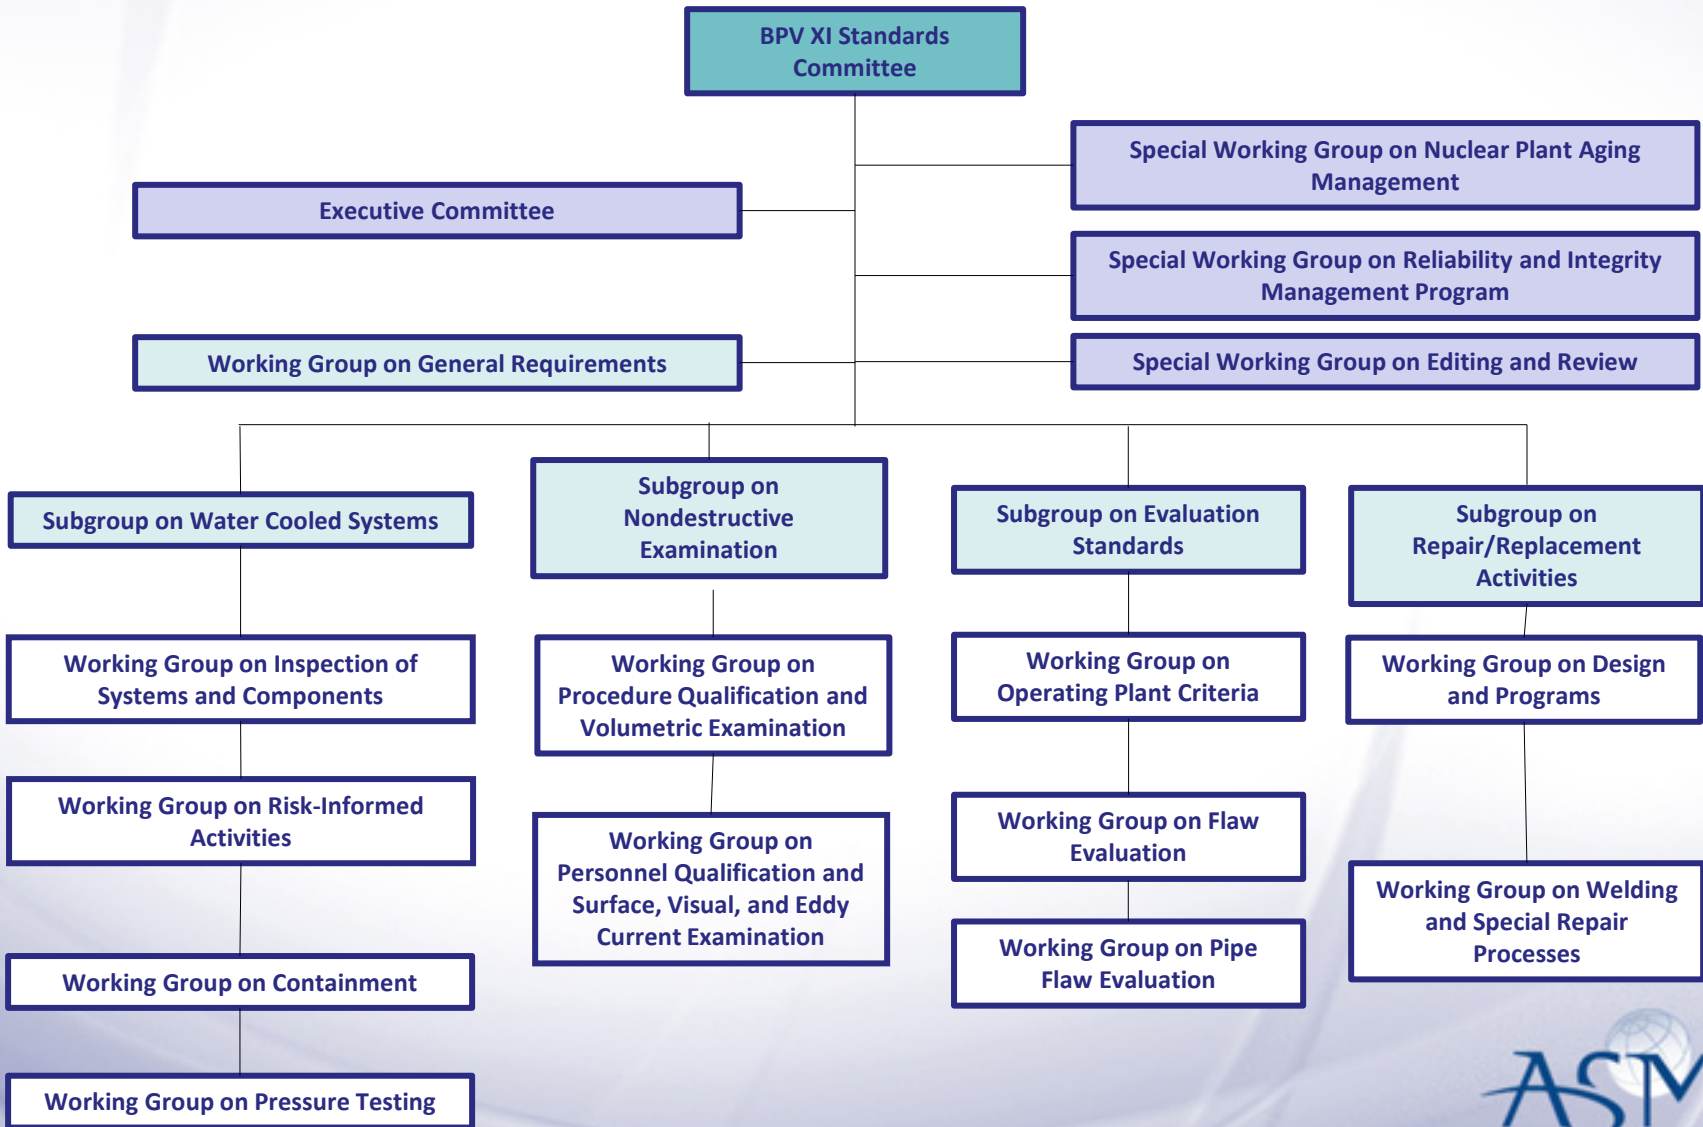 BPV XI Standards
Committee
Special Working Group on Nuclear Plant Aging
Management
Executive Committee
Special Working Group on Reliability and Integrity
Management Program
Working Group on General Requirements
Special Working Group on Editing and Review
Subgroup on Water Cooled Systems
Subgroup on
Nondestructive
Examination
Subgroup on Evaluation
Standards
Subgroup on
Repair/Replacement
Activities
Working Group on Inspection of
Systems and Components
Working Group on
Procedure Qualification and
Volumetric Examination
Working Group on
Operating Plant Criteria
Working Group on Design
and Programs
Working Group on Risk-Informed
Activities
Working Group on
Personnel Qualification and
Surface, Visual, and Eddy
Current Examination
Working Group on Flaw
Evaluation
Working Group on Welding
and Special Repair
Processes
Working Group on Containment
Working Group on Pipe
Flaw Evaluation
Working Group on Pressure Testing
ASM